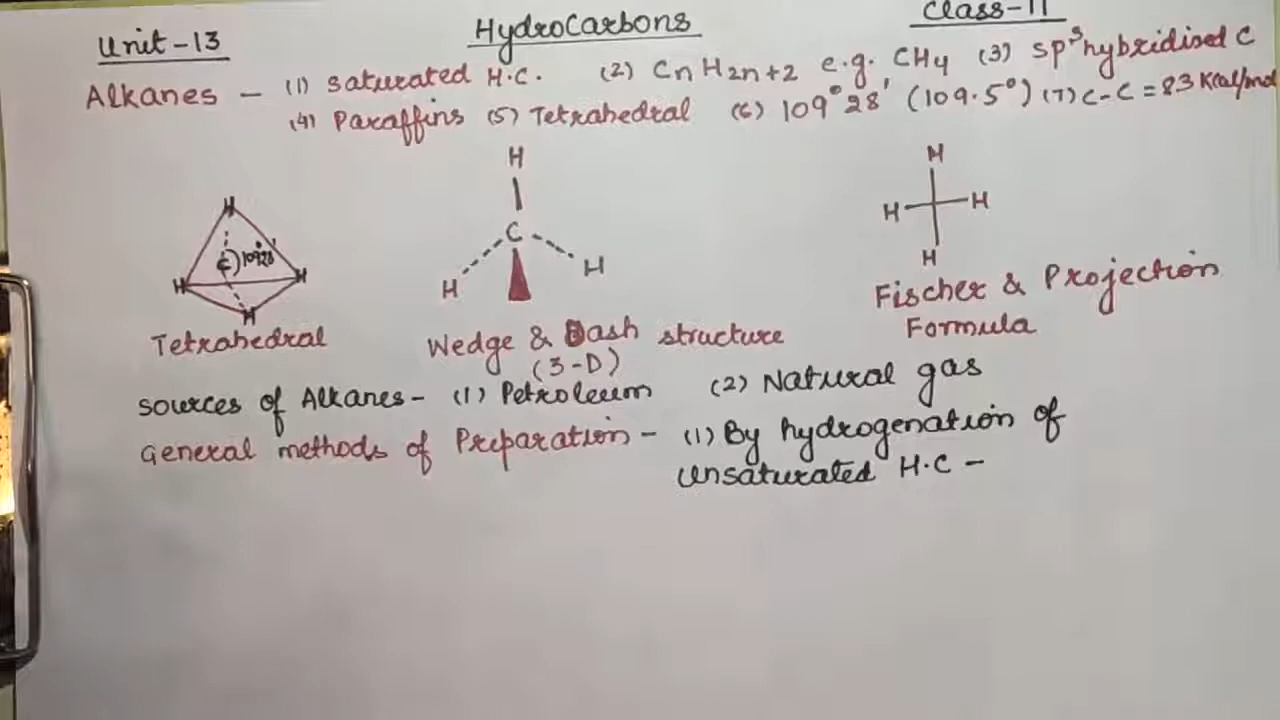 Unit-13 Hydrocarbons Class-11
Alkanes - (1) Saturated H.C. (2) CnH2n+2 e.g. CH4 (3) sp3hybridised C
(4) Paraffins (5) Tetrahedral (6) 109°28' (109.5°) (7) C-C = 83 Kcal/mol
H
C
H H
H
C) 109°28'
H H
H
H
H H
H
Tetrahedral
Wedge & Dash structure
(3-D)
Fischer & Projection
Formula
Sources of Alkanes- (1) Petroleum (2) Natural gas
General methods of Preparation - (1) By hydrogenation of
Unsaturated H.C -